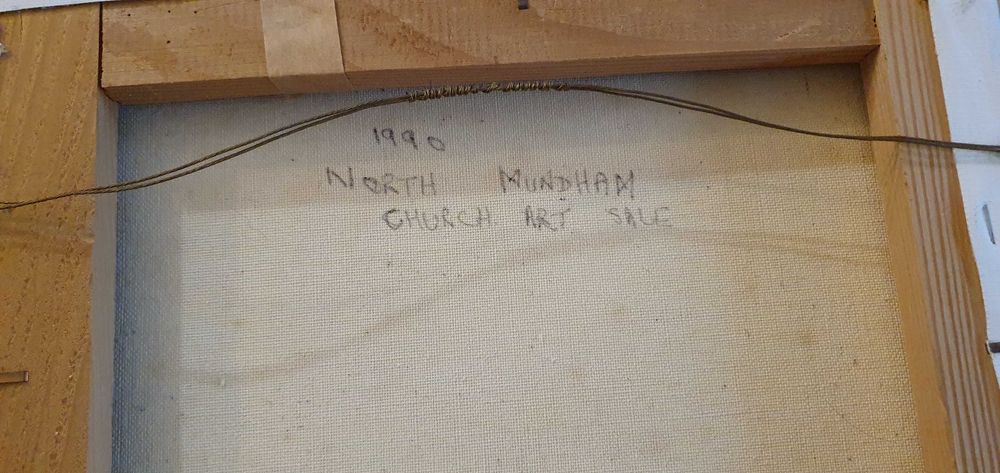 1990
NORTH MUNDHAM
CHURCH ART SALE